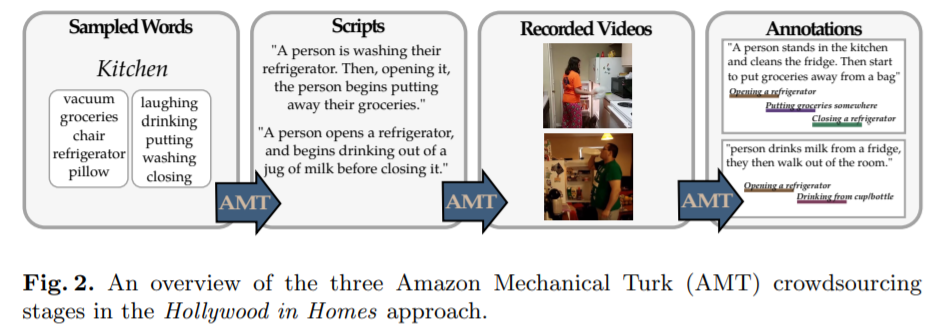 Sampled Words
Kitchen
vacuum
groceries
chair
refrigerator
pillow
laughing
drinking
putting
washing
closing
AMT
Scripts
"A person is washing their
refrigerator. Then, opening it,
the person begins putting
away their groceries."
"A person opens a refrigerator,
and begins drinking out of a
jug of milk before closing it."
AMT
Recorded Videos
AMT
Annotations
"A person stands in the kitchen
and cleans the fridge. Then start
to put groceries away from a bag"
Opening a refrigerator
Putting groceries somewhere
Closing a refrigerator
"person drinks milk from a fridge,
they then walk out of the room."
Opening a refrigerator
Drinking from cup/bottle
Fig. 2. An overview of the three Amazon Mechanical Turk (AMT) crowdsourcing
stages in the Hollywood in Homes approach.